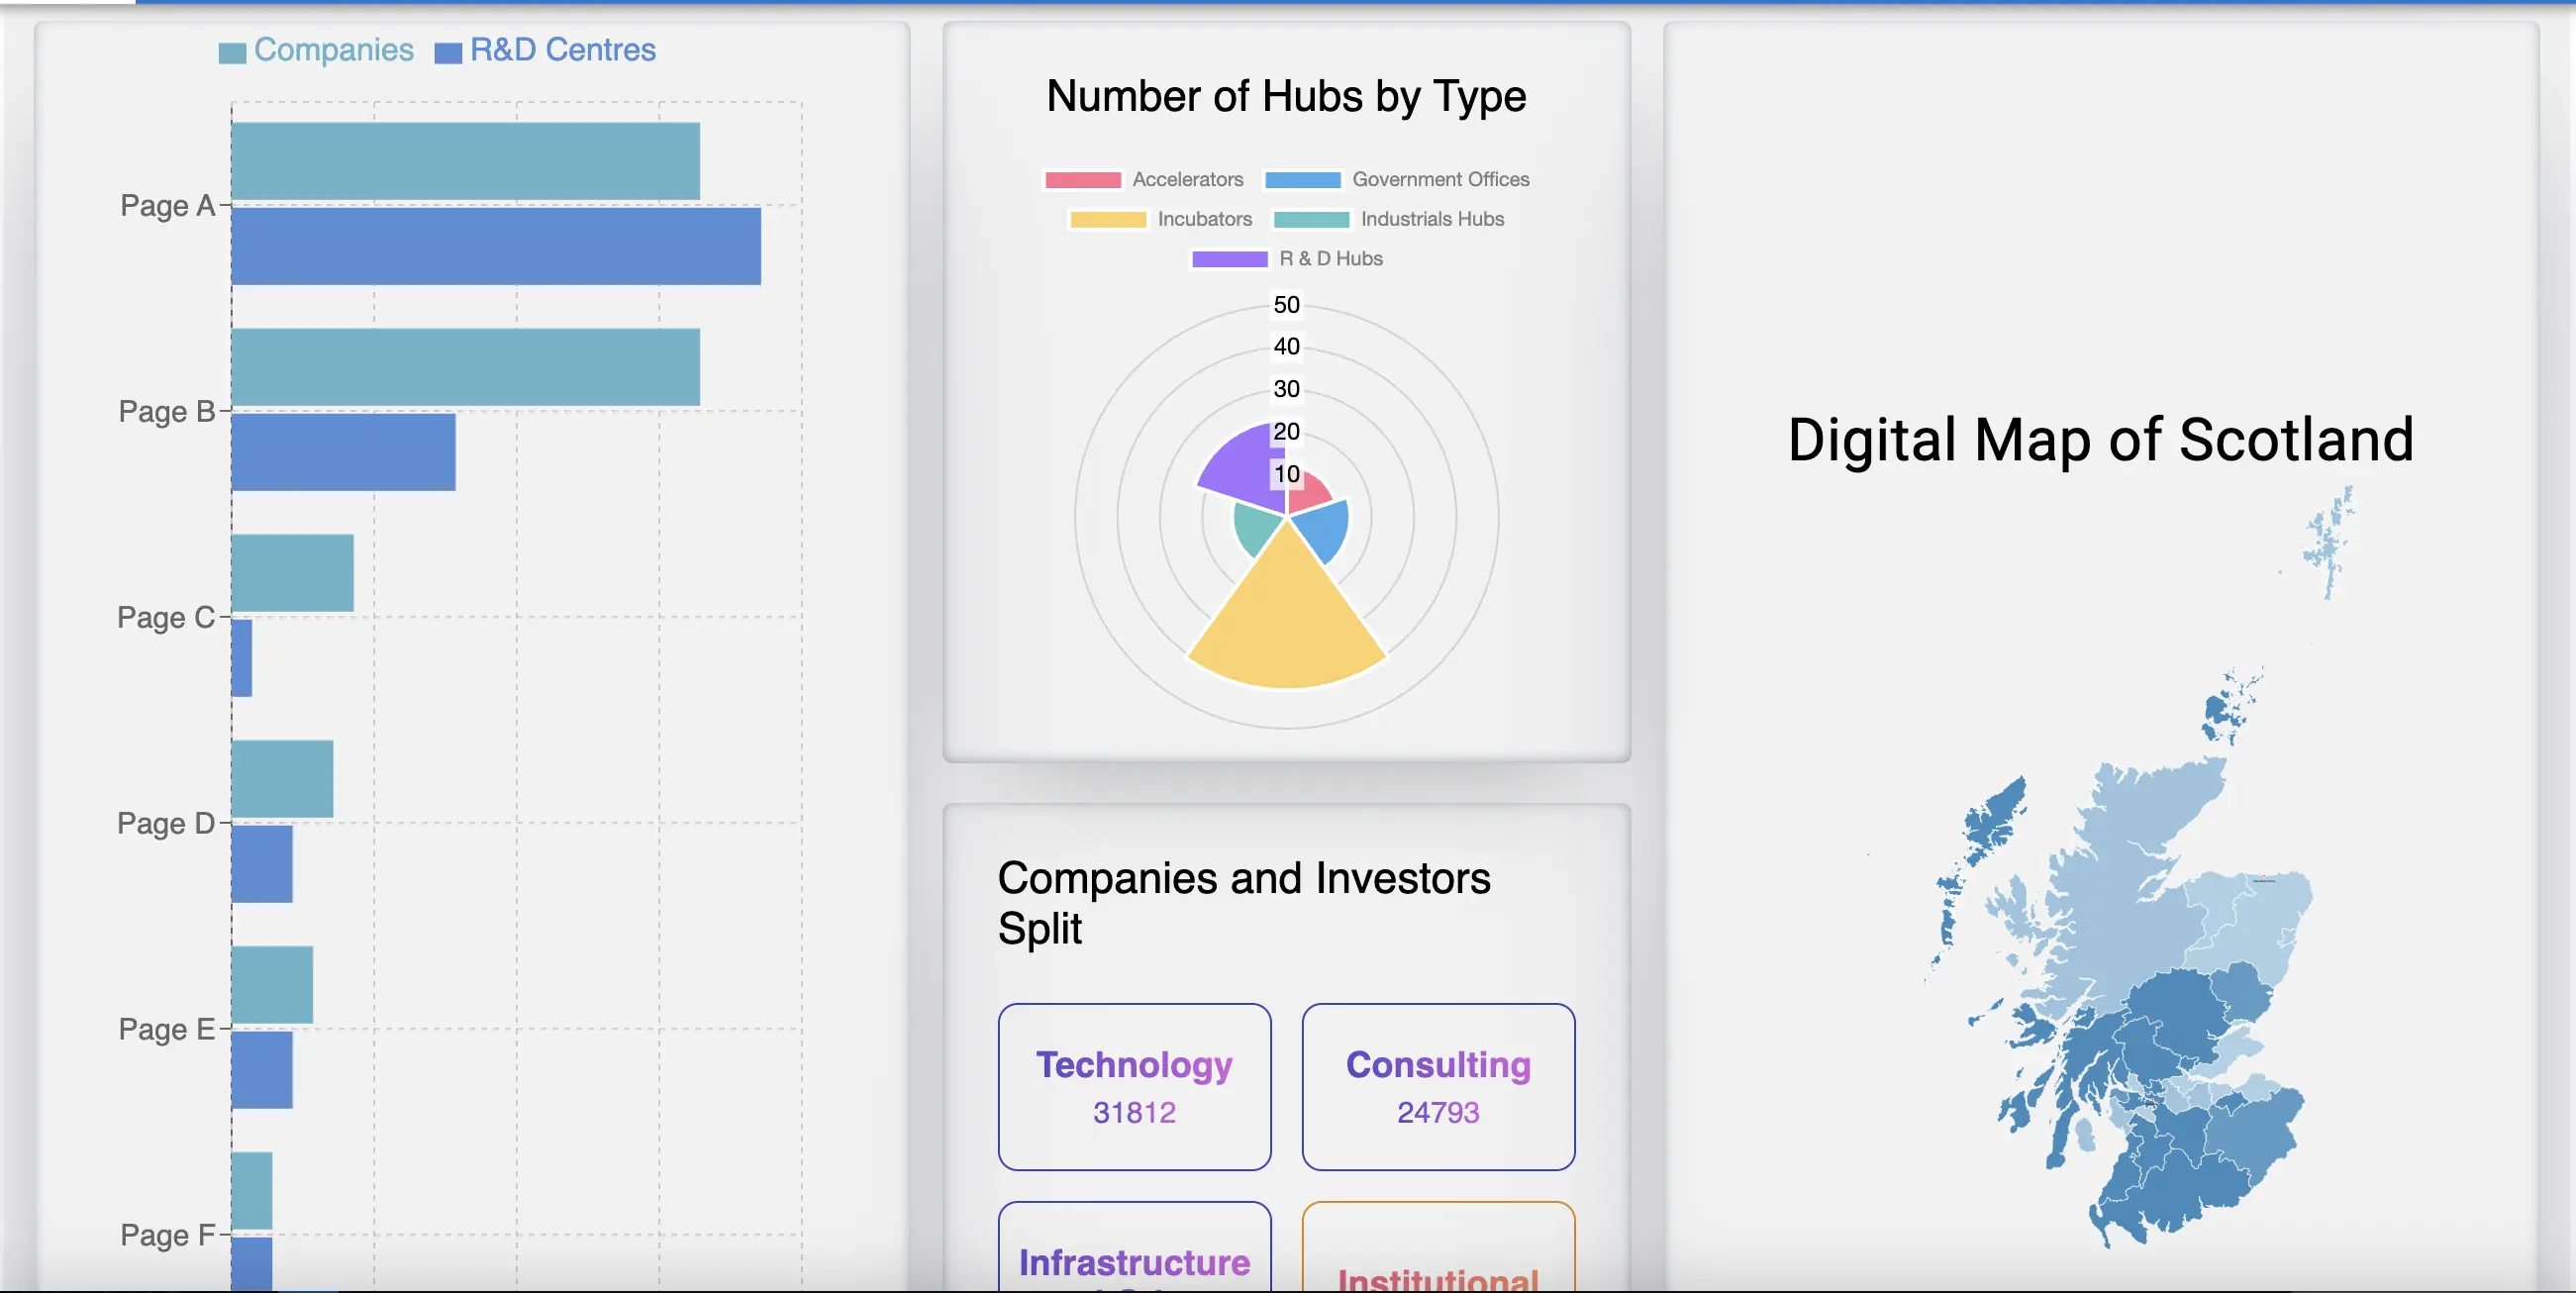 Companies R&D Centres
Page A
Page B
Page C
Page D
Page E
Page F
Number of Hubs by Type
Accelerators Government Offices
Incubators Industrials Hubs
R & D Hubs
50
40
30
20
10
Companies and Investors
Split
Technology
31812
Consulting
24793
Infrastructure
Institutional
Digital Map of Scotland